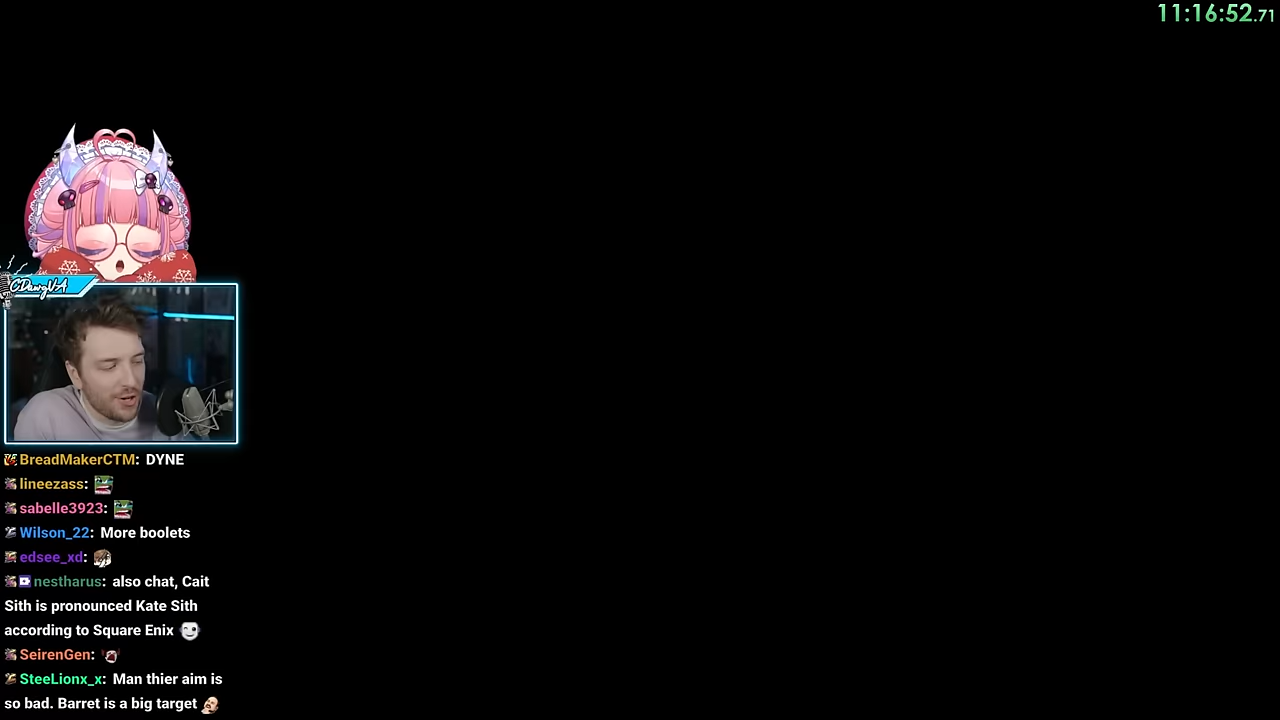 11:16:52.71
CDawgVA
BreadMakerCTM: DYNE
lineezass:
sabelle3923:
Wilson_22: More boolets
edsee_xd:
nestharus: also chat, Cait
Sith is pronounced Kate Sith
according to Square Enix
SeirenGen:
SteeLionx_x: Man thier aim is
so bad. Barret is a big target